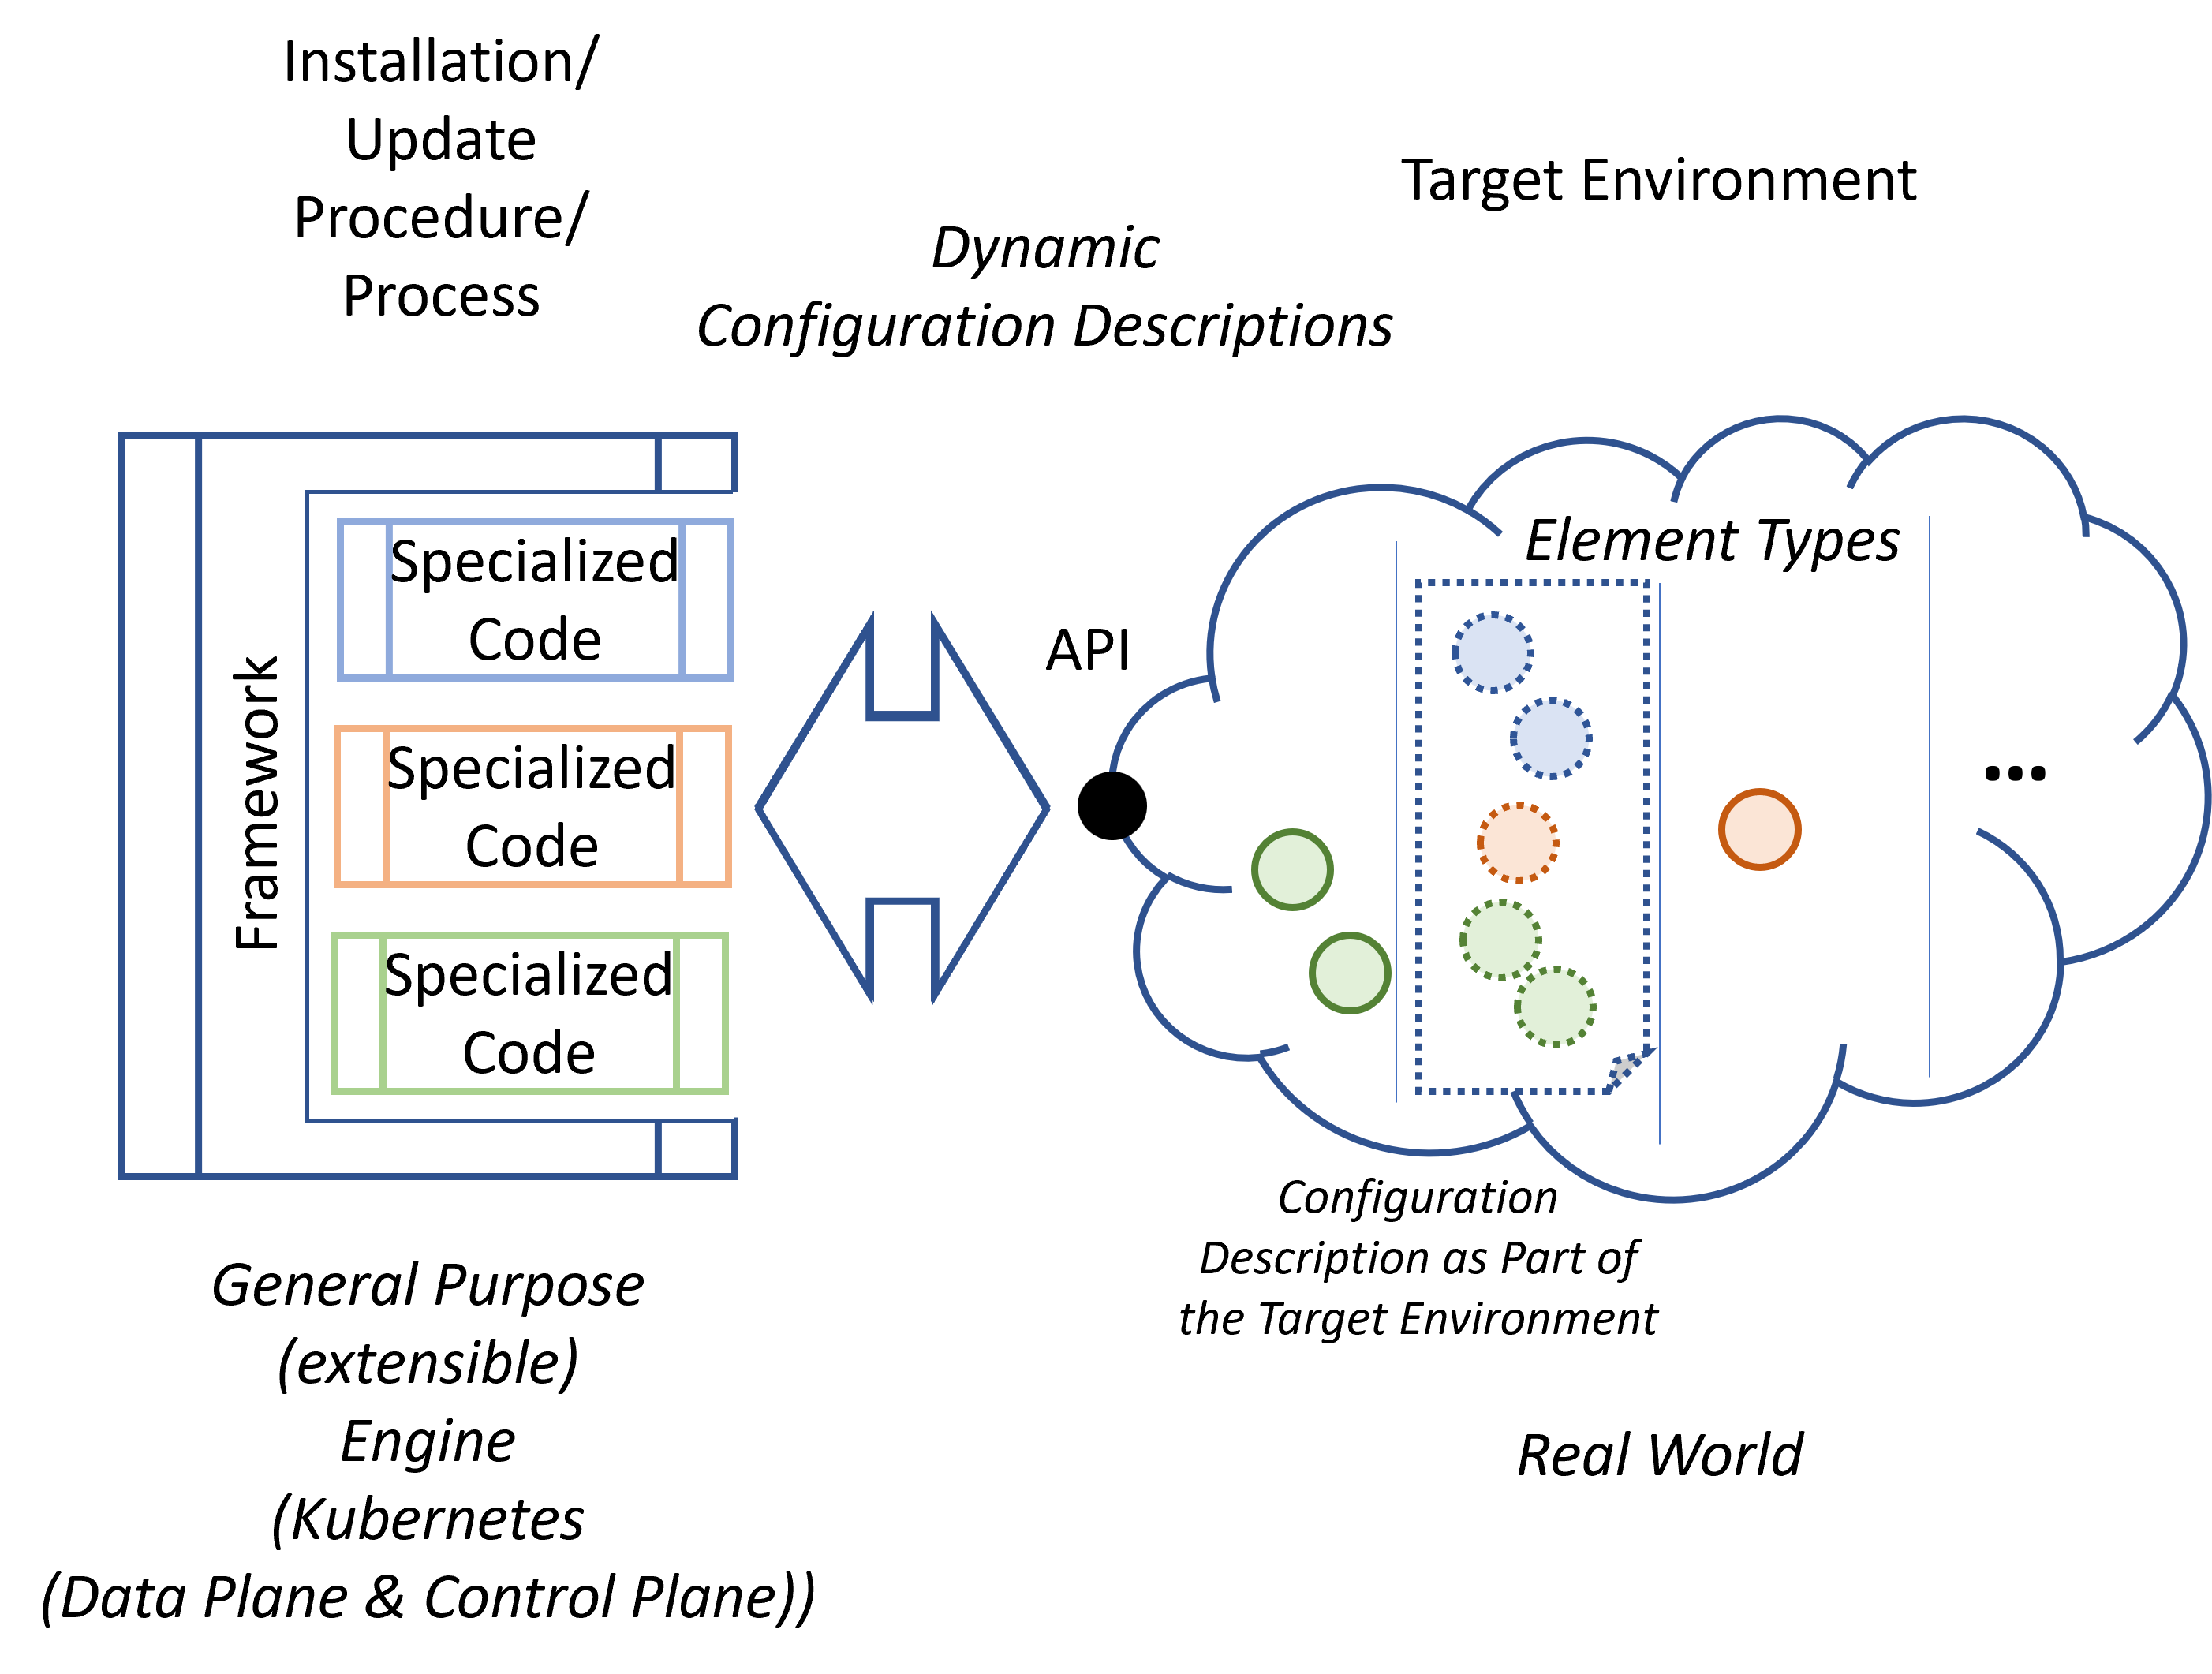 Installation/
Update
Procedure/
Process
Dynamic
Configuration Descriptions
Target Environment
Framework
Specialized
Code
Specialized
Code
Specialized
Code
API
Element Types
...
Configuration
Description as Part of
the Target Environment
General Purpose
(extensible)
Engine
(Kubernetes
(Data Plane & Control Plane))
Real World